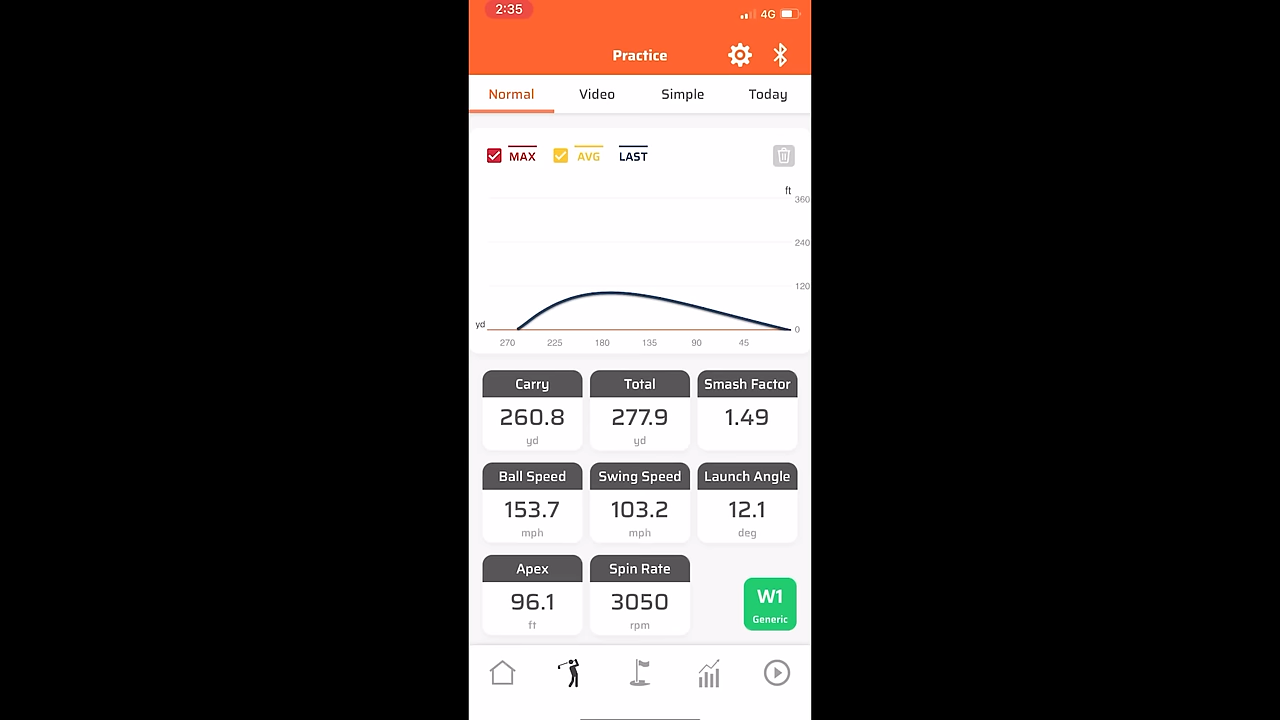 2:35
4G
Practice
Normal Video Simple Today
MAX AVG LAST
ft
360
240
120
yd
0
270 225 180 135 90 45
Carry Total Smash Factor
260.8 277.9 1.49
yd yd
Ball Speed Swing Speed Launch Angle
153.7 103.2 12.1
mph mph deg
Apex Spin Rate
96.1 3050
ft rpm
W1
Generic